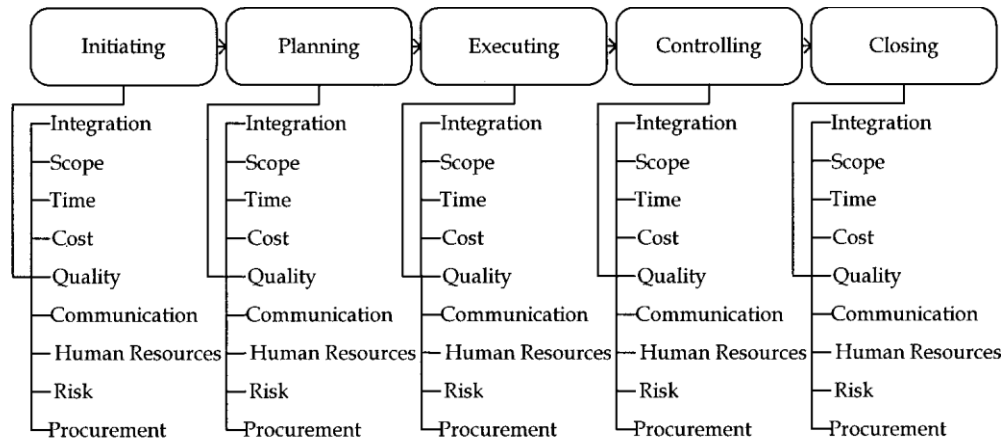 Initiating Planning Executing Controlling Closing
Integration Integration Integration Integration Integration
Scope Scope Scope Scope Scope
Time Time Time Time Time
Cost Cost Cost Cost Cost
Quality Quality Quality Quality Quality
Communication Communication Communication Communication Communication
Human Resources Human Resources Human Resources Human Resources Human Resources
Risk Risk Risk Risk Risk
Procurement Procurement Procurement Procurement Procurement